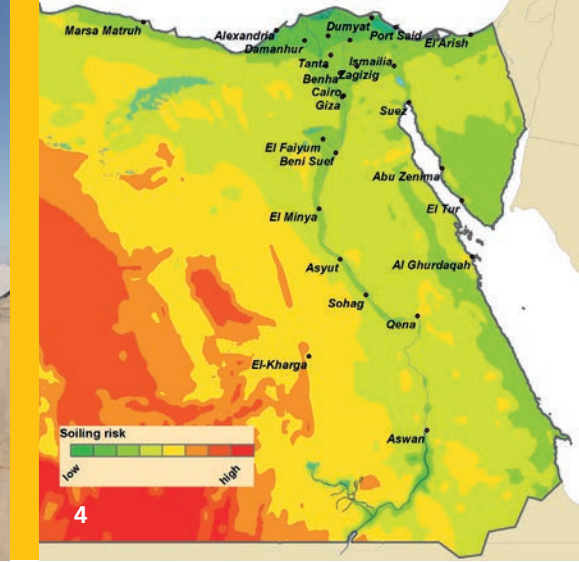 Marsa Matruh
Alexandria
Dumyat
Damanhur
Port Said
El Arish
Tanta
Ismailia
Benha
Zagizig
Cairo
Giza
Suez
El Faiyum
Beni Suef
Abu Zenima
El Tur
El Minya
Asyut
Al Ghurdaqah
Sohag
Qena
El-Kharga
Aswan
Soiling risk
low
high
4